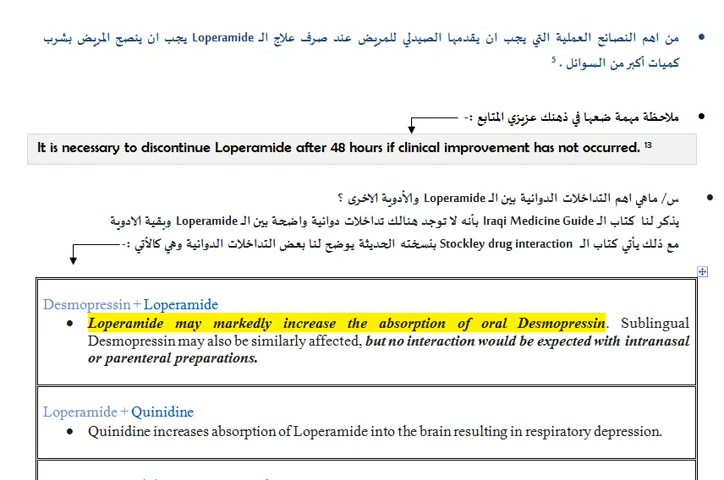 • من اهم النصائح العملية التي يجب ان يقدمها الصيدلي للمريض عند صرف علاج الـ Loperamide يجب ان ينصح المريض بشرب
كميات أكبر من السوائل . 5
• ملاحظة مهمة ضعها في ذهنك عزيزي المتابع :-
It is necessary to discontinue Loperamide after 48 hours if clinical improvement has not occurred. 13
• س/ ماهي اهم التداخلات الدوائية بين الـ Loperamide والأدوية الاخرى ؟
يذكر لنا كتاب الـ Iraqi Medicine Guide بأنه لا توجد هنالك تداخلات دوائية واضحة بين الـ Loperamide وبقية الادوية
مع ذلك يأتي كتاب الـ Stockley drug interaction بنسخته الحديثة يوضح لنا بعض التداخلات الدوائية وهي كالأتي :-
Desmopressin + Loperamide
• Loperamide may markedly increase the absorption of oral Desmopressin. Sublingual
Desmopressin may also be similarly affected, but no interaction would be expected with intranasal
or parenteral preparations.
Loperamide + Quinidine
• Quinidine increases absorption of Loperamide into the brain resulting in respiratory depression.